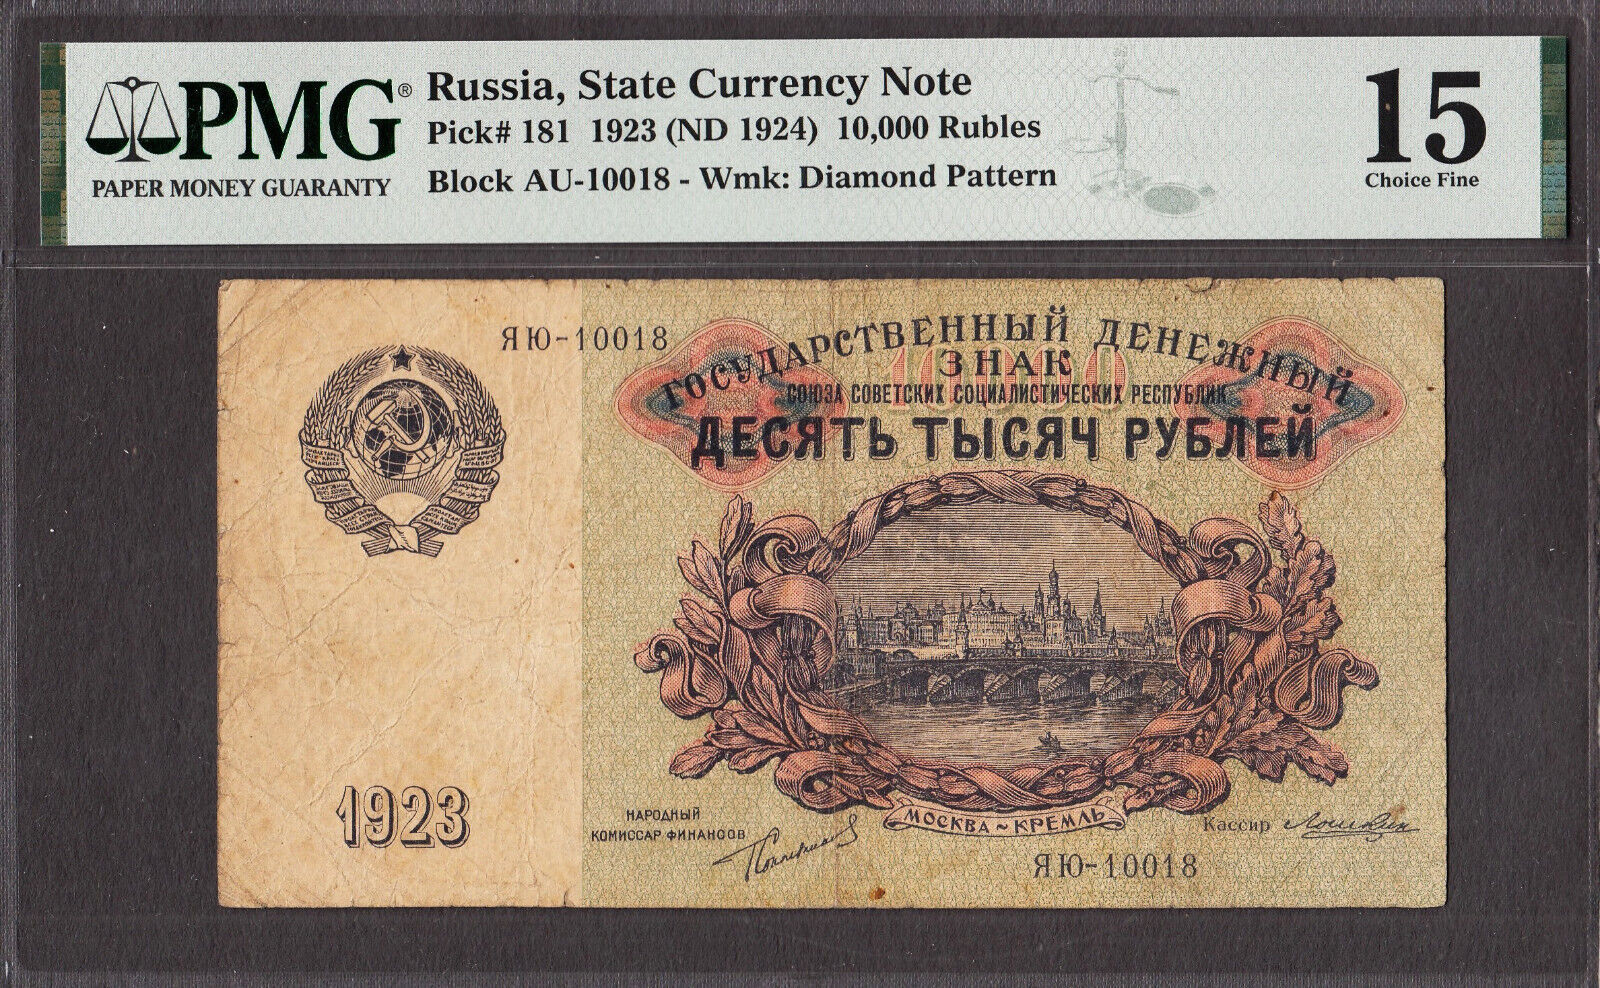 PMG®
PAPER MONEY GUARANTY
Russia, State Currency Note
Pick# 181 1923 (ND 1924) 10,000 Rubles
Block AU-10018 - Wmk: Diamond Pattern
15
Choice Fine
ЯЮ-10018
10000
ГОСУДАРСТВЕННЫЙ ДЕНЕЖНЫЙ
ЗНАК
СОЮЗА СОВЕТСКИХ СОЦИАЛИСТИЧЕСКИХ РЕСПУБЛИК
ДЕСЯТЬ ТЫСЯЧ РУБЛЕЙ
1923
НАРОДНЫЙ
КОМИССАР ФИНАНСОВ
МОСКВА~КРЕМЛЬ
Кассир
ЯЮ-10018